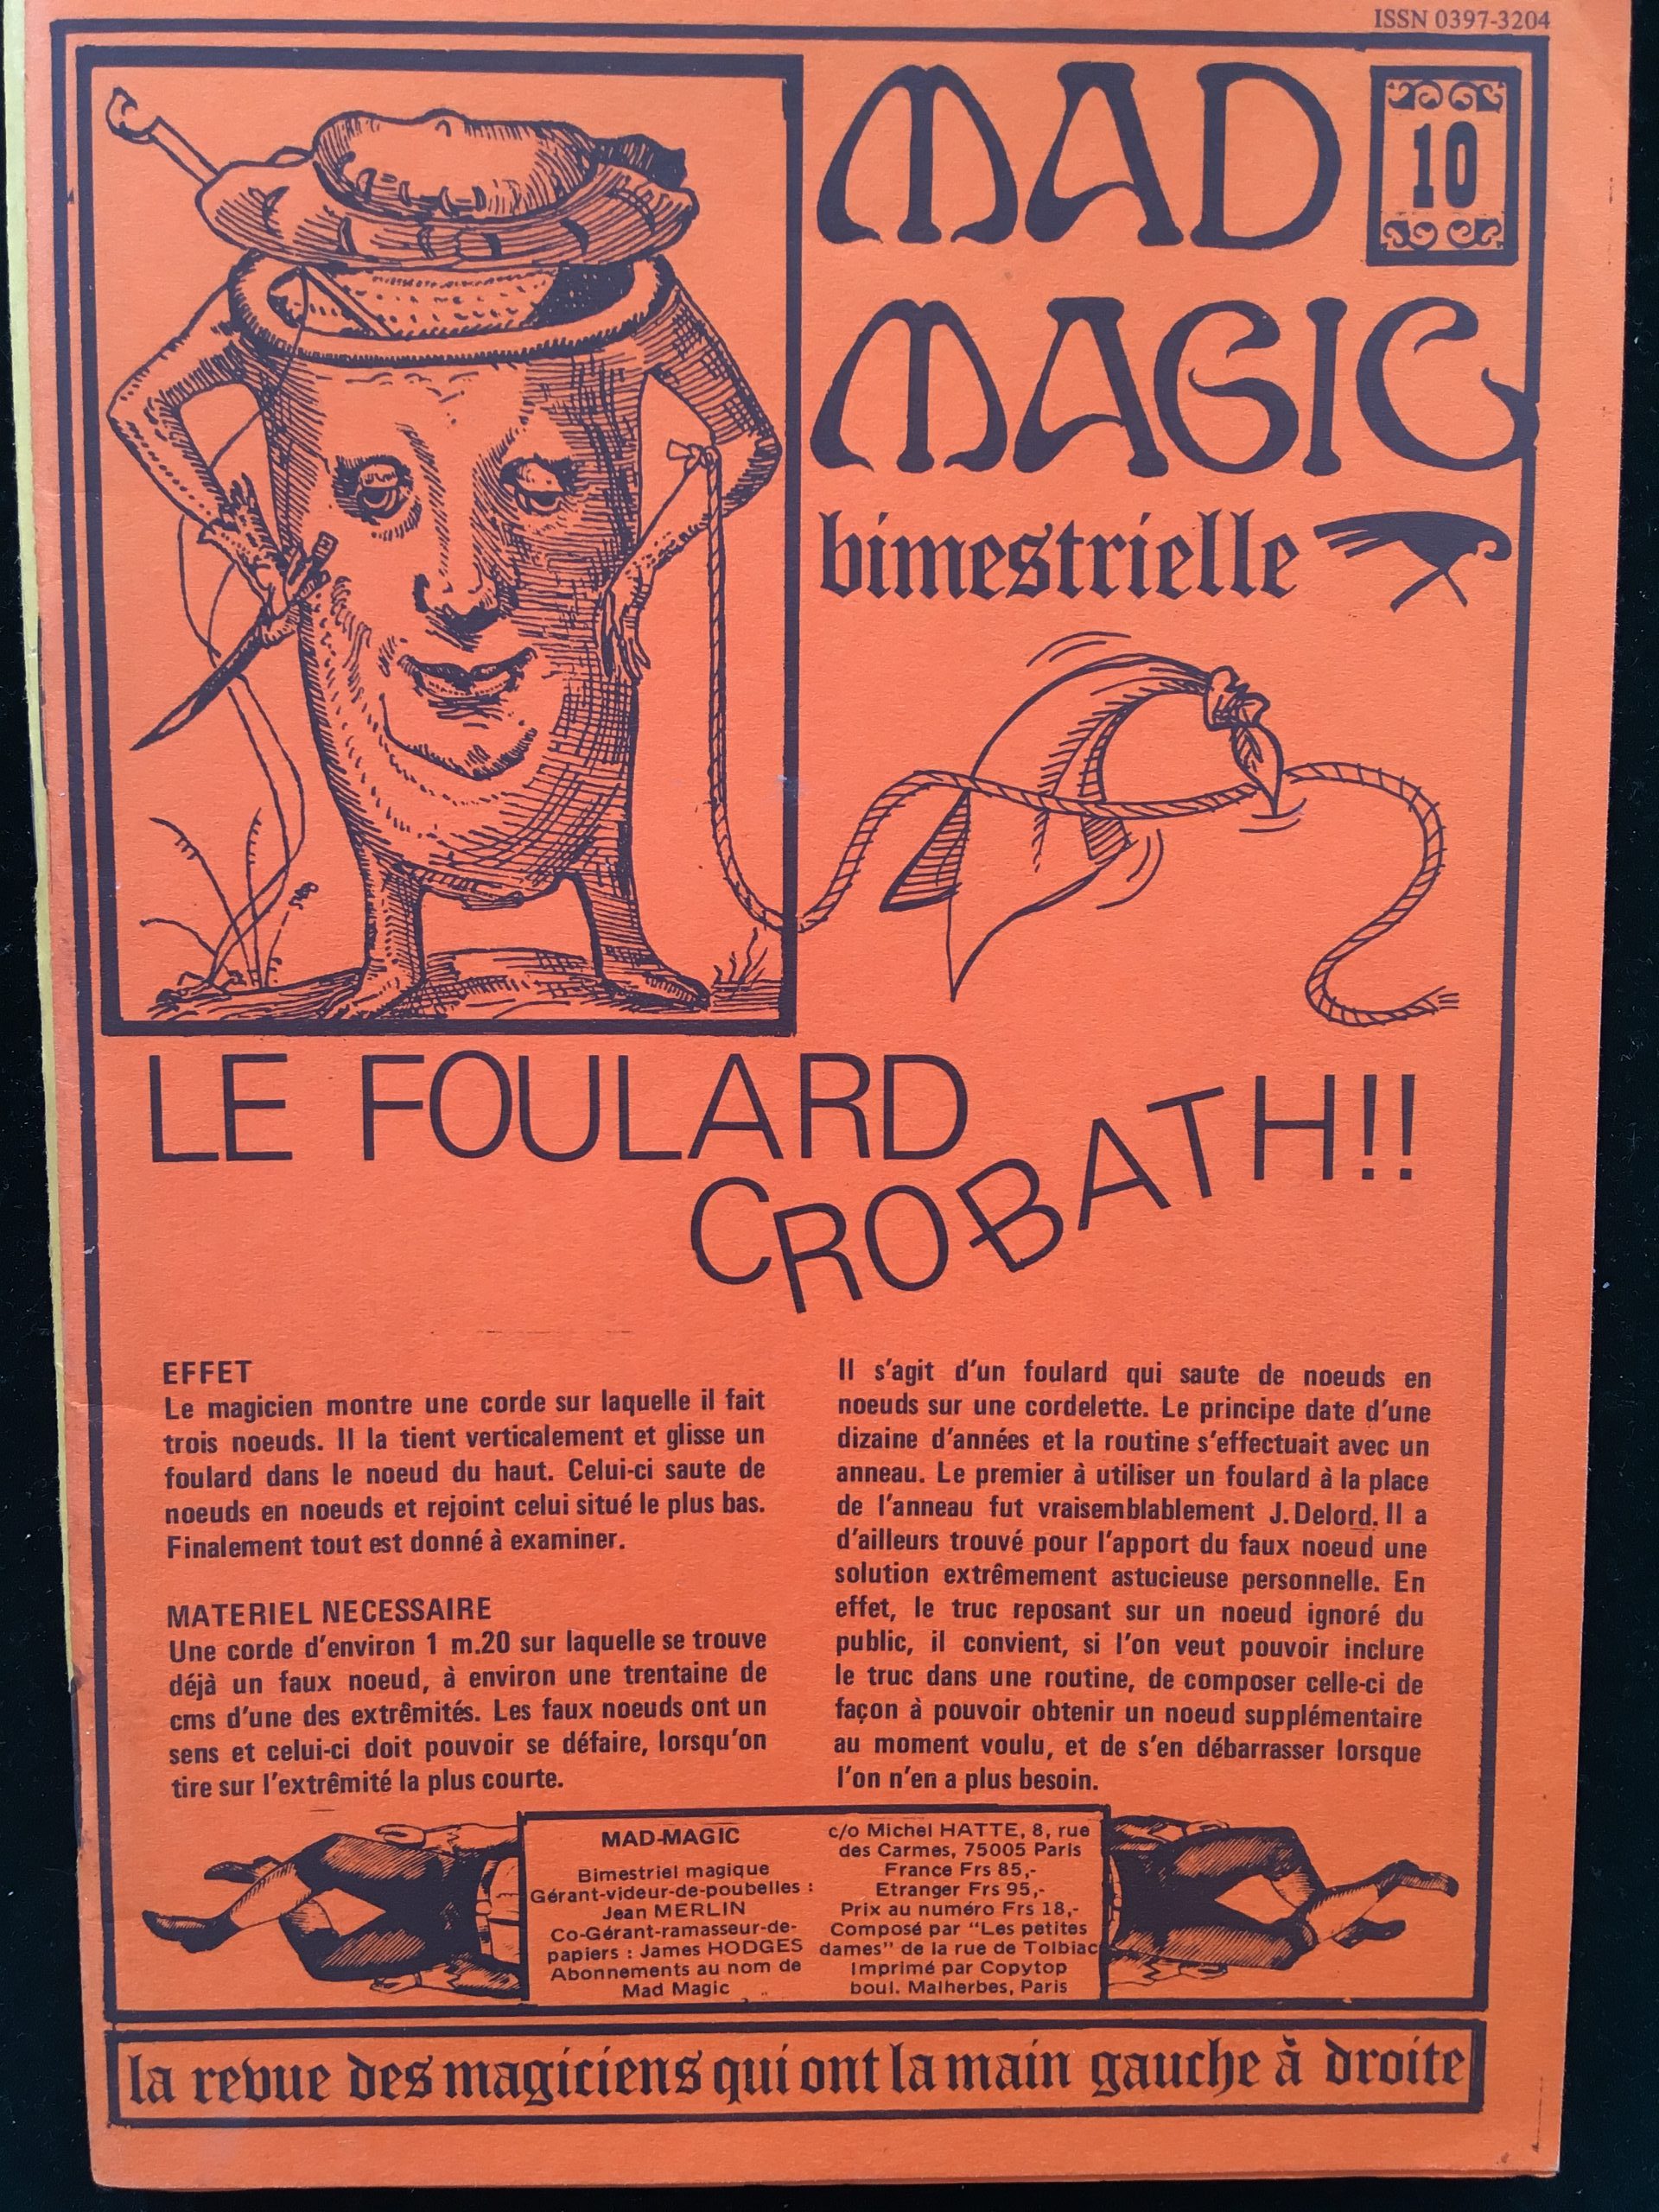 ISSN 0397-3204
MAD
10
MAGIC
bimestrielle
LE FOULARD
CROBATH!!
EFFET
Le magicien montre une corde sur laquelle il fait
trois noeuds. Il la tient verticalement et glisse un
foulard dans le noeud du haut. Celui-ci saute de
noeuds en noeuds et rejoint celui situé le plus bas.
Finalement tout est donné à examiner.
MATERIEL NECESSAIRE
Une corde d'environ 1 m.20 sur laquelle se trouve
déjà un faux noeud, à environ une trentaine de
cms d'une des extrêmités. Les faux noeuds ont un
sens et celui-ci doit pouvoir se défaire, lorsqu'on
tire sur l'extrêmité la plus courte.
Il s'agit d'un foulard qui saute de noeuds en
noeuds sur une cordelette. Le principe date d'une
dizaine d'années et la routine s'effectuait avec un
anneau. Le premier à utiliser un foulard à la place
de l'anneau fut vraisemblablement J. Delord. Il a
d'ailleurs trouvé pour l'apport du faux noeud une
solution extrêmement astucieuse personnelle. En
effet, le truc reposant sur un noeud ignoré du
public, il convient, si l'on veut pouvoir inclure
le truc dans une routine, de composer celle-ci de
façon à pouvoir obtenir un noeud supplémentaire
au moment voulu, et de s'en débarrasser lorsque
l'on n'en a plus besoin.
MAD-MAGIC
Bimestriel magique
Gérant-videur-de-poubelles :
Jean MERLIN
Co-Gérant-ramasseur-de-
papiers : James HODGES
Abonnements au nom de
Mad Magic
c/o Michel HATTE, 8, rue
des Carmes, 75005 Paris
France Frs 85,-
Etranger Frs 95,-
Prix au numéro Frs 18,-
Composé par "Les petites
dames" de la rue de Tolbiac
Imprimé par Copytop
boul. Malherbes, Paris
la revue des magiciens qui ont la main gauche à droite